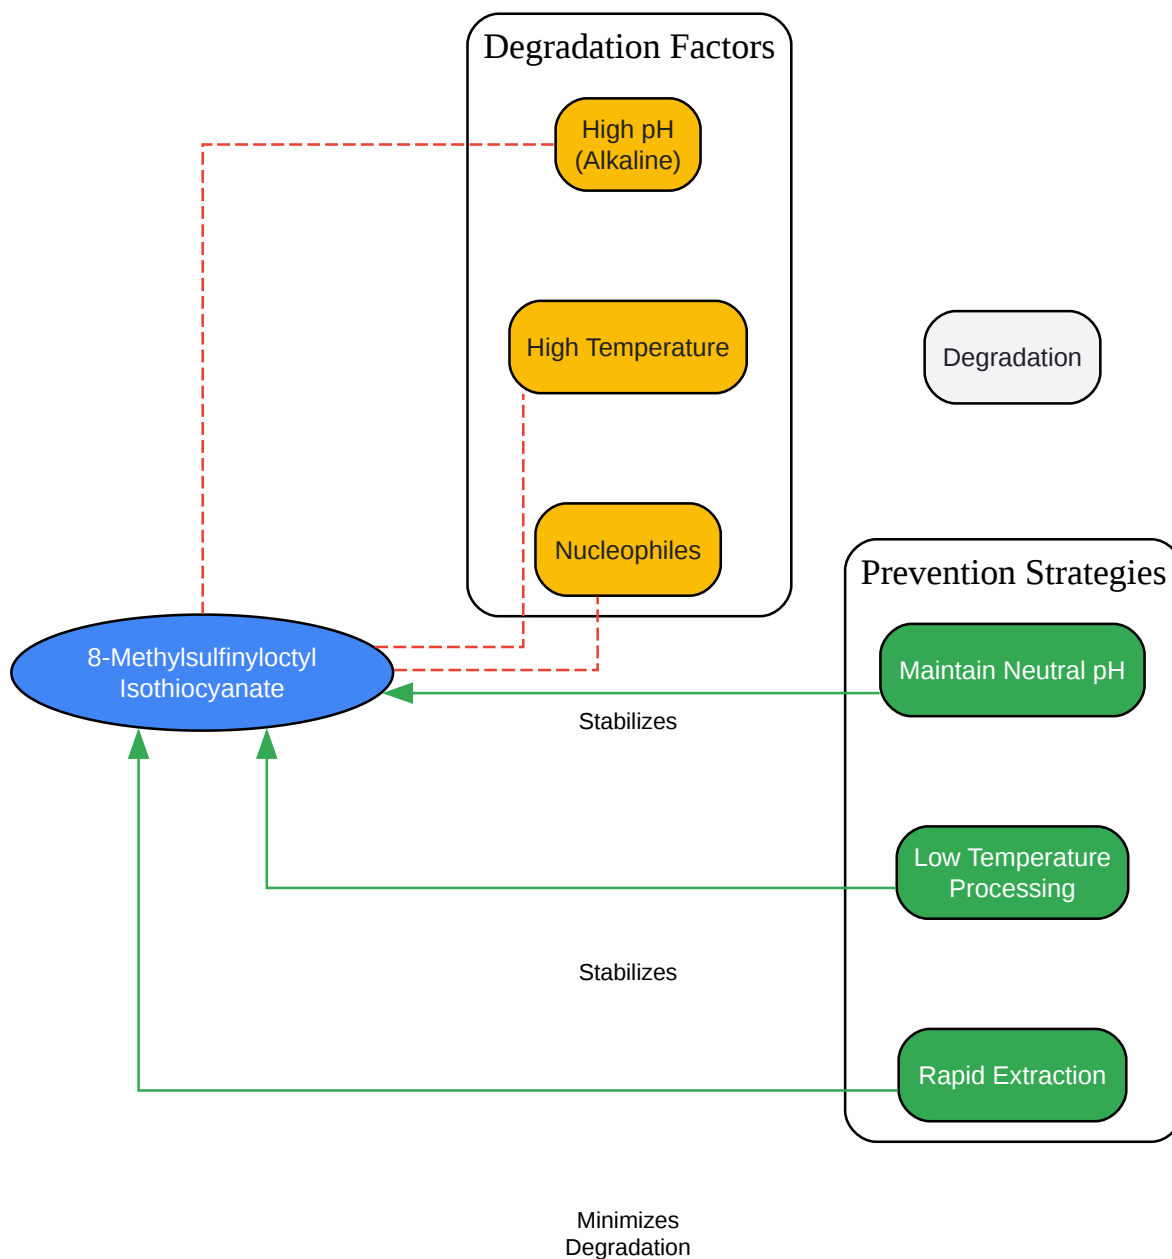 Degradation Factors
High pH
(Alkaline)
High Temperature
Degradation
Nucleophiles
Prevention Strategies
8-Methylsulfinyloctyl
Isothiocyanate
Maintain Neutral pH
Stabilizes
Low Temperature
Processing
Stabilizes
Rapid Extraction
Minimizes
Degradation